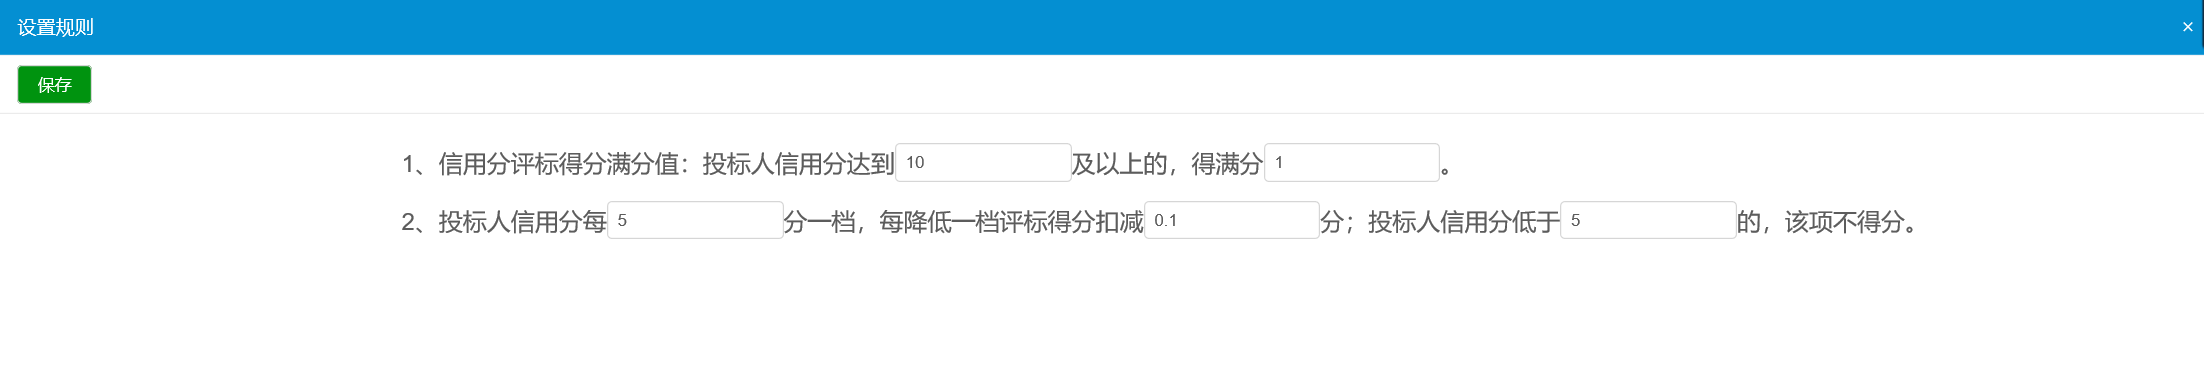 设置规则 ×
保存
1、信用分评标得分满分值：投标人信用分达到 10 及以上的，得满分 1 。
2、投标人信用分每 5 分一档，每降低一档评标得分扣减 0.1 分；投标人信用分低于 5 的，该项不得分。